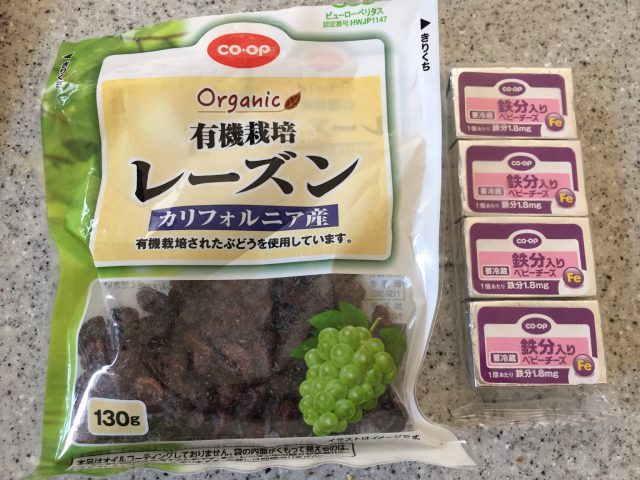 ビューローベリタス
認定番号:HWJP1147
きりくち
きりくち
CO·OP
Organic
有機栽培
レーズン
カリフォルニア産
有機栽培されたぶどうを使用しています。
130g
イラストはイメージです。
本品はオイルコーティングしておりません。袋の内面がくもって見えるのは、
CO·OP
鉄分入り
要冷蔵
ベビーチーズ
1個あたり 鉄分1.8mg
Fe
CO·OP
鉄分入り
要冷蔵
ベビーチーズ
1個あたり 鉄分1.8mg
Fe
CO·OP
鉄分入り
要冷蔵
ベビーチーズ
1個あたり 鉄分1.8mg
Fe
CO·OP
鉄分入り
要冷蔵
ベビーチーズ
1個あたり 鉄分1.8mg
Fe